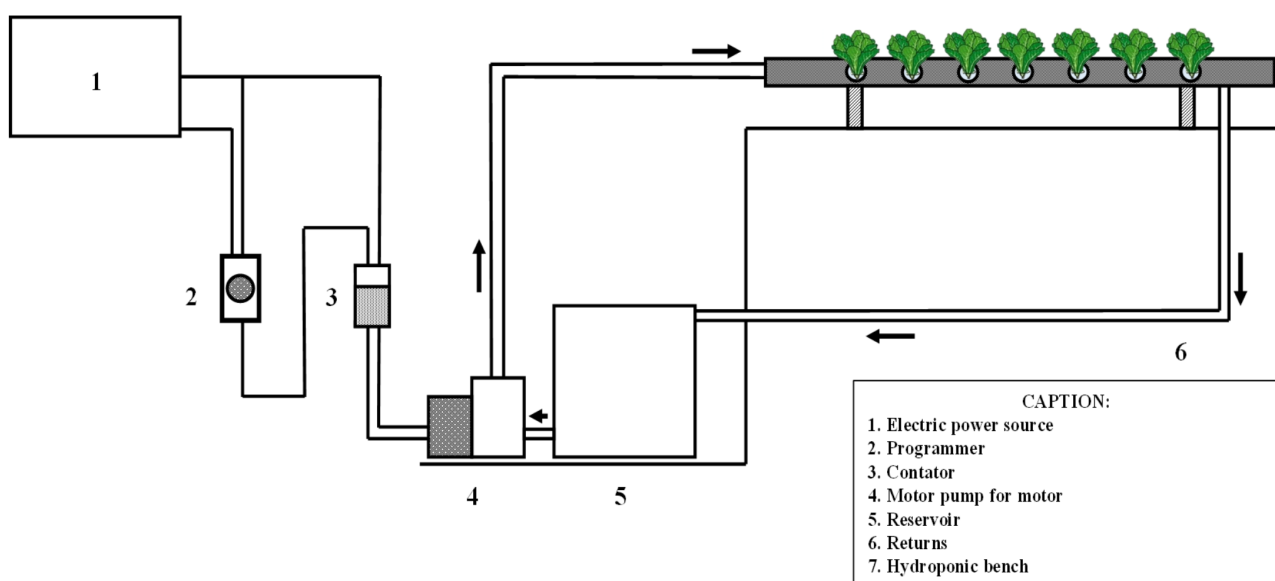 1
2
3
4
5
6
CAPTION:
1. Electric power source
2. Programmer
3. Contator
4. Motor pump for motor
5. Reservoir
6. Returns
7. Hydroponic bench